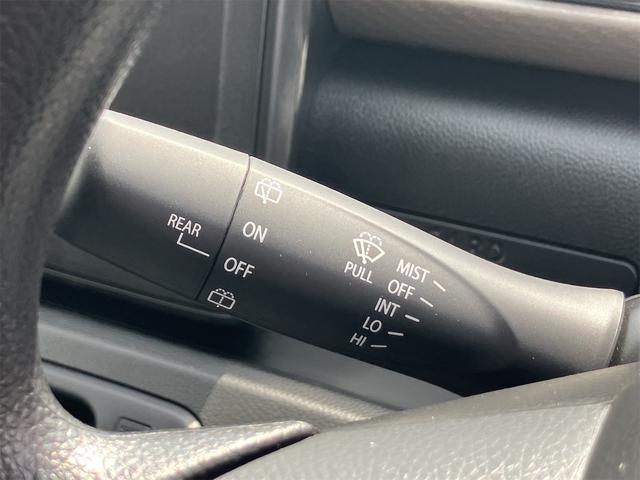 REAR
ON
OFF
PULL
MIST
OFF
INT
LO
HI